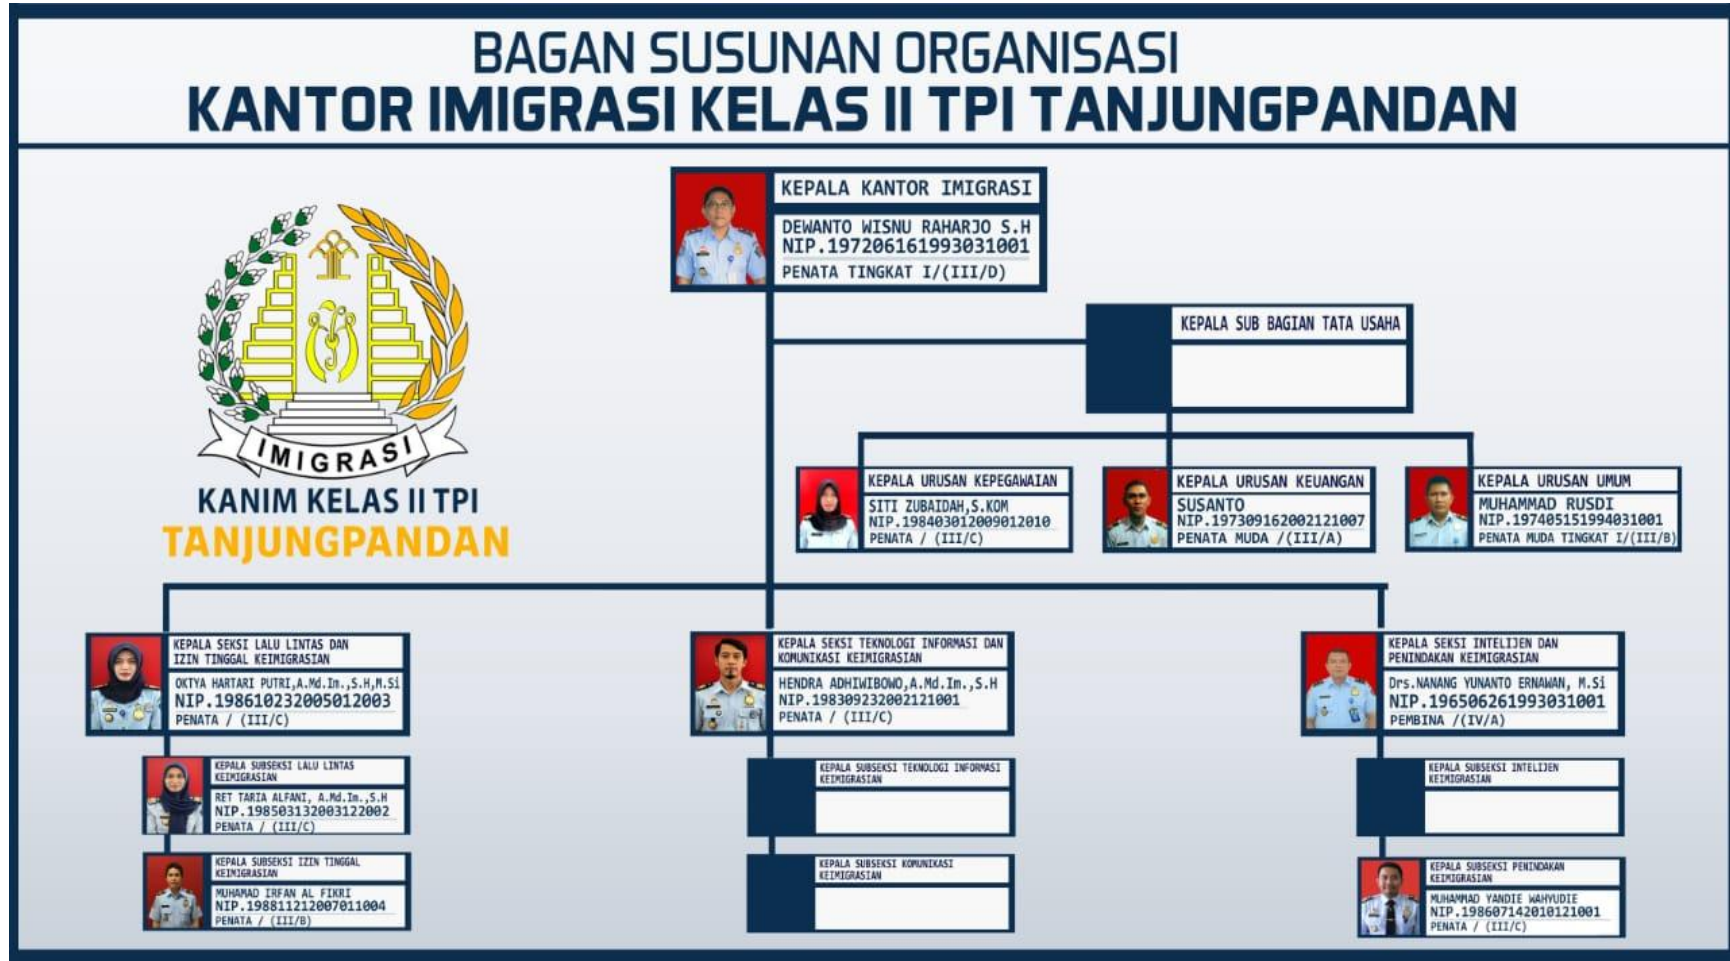 BAGAN SUSUNAN ORGANISASI
KANTOR IMIGRASI KELAS II TPI TANJUNGPANDAN
KEPALA KANTOR IMIGRASI
DEWANTO WISNU RAHARJO S.H
NIP.197206161993031001
PENATA TINGKAT I/(III/D)
IMIGRASI
KANIM KELAS II TPI
TANJUNGPANDAN
KEPALA SUB BAGIAN TATA USAHA
KEPALA URUSAN KEPEGAWAIAN
SITI ZUBAIDAH,S.KOM
NIP.198403012009012010
PENATA / (III/C)
KEPALA URUSAN KEUANGAN
SUSANTO
NIP.197309162002121007
PENATA MUDA /(III/A)
KEPALA URUSAN UMUM
MUHAMMAD RUSDI
NIP.197405151994031001
PENATA MUDA TINGKAT I/(III/B)
KEPALA SEKSI LALU LINTAS DAN
IZIN TINGGAL KEIMIGRASIAN
OKTYA HARTARI PUTRI,A.Md.Im.,S.H,M.Si
NIP.198610232005012003
PENATA / (III/C)
KEPALA SUBSEKSI LALU LINTAS
KEIMIGRASIAN
RET TARIA ALFANI, A.Md.Im.,S.H
NIP.198503132003122002
PENATA / (III/C)
KEPALA SUBSEKSI IZIN TINGGAL
KEIMIGRASIAN
MUHAMAD IRFAN AL FIKRI
NIP.198811212007011004
PENATA / (III/B)
KEPALA SEKSI TEKNOLOGI INFORMASI DAN
KOMUNIKASI KEIMIGRASIAN
HENDRA ADHIWIBOWO,A.Md.Im.,S.H
NIP.198309232002121001
PENATA / (III/C)
KEPALA SUBSEKSI TEKNOLOGI INFORMASI
KEIMIGRASIAN
KEPALA SUBSEKSI KOMUNIKASI
KEIMIGRASIAN
KEPALA SEKSI INTELIJEN DAN
PENINDAKAN KEIMIGRASIAN
Drs.NANANG YUNANTO ERNAWAN, M.Si
NIP.196506261993031001
PEMBINA /(IV/A)
KEPALA SUBSEKSI INTELIJEN
KEIMIGRASIAN
KEPALA SUBSEKSI PENINDAKAN
KEIMIGRASIAN
MUHAMMAD YANDIE WAHYUDIE
NIP.198607142010121001
PENATA / (III/C)